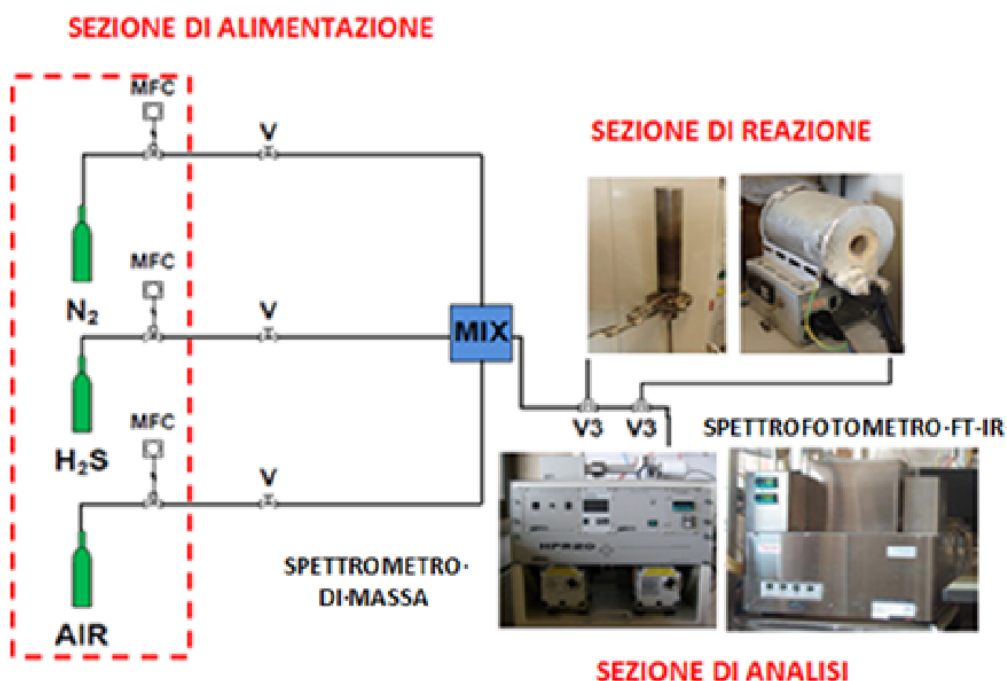 SEZIONE DI ALIMENTAZIONE
MFC
V
SEZIONE DI REAZIONE
N2
MFC
V
MIX
H2S
MFC
V3
V3
SPETTROFOTOMETRO·FT-IR
V
AIR
SPETTROMETRO·
DI·MASSA
HPR20
SEZIONE DI ANALISI